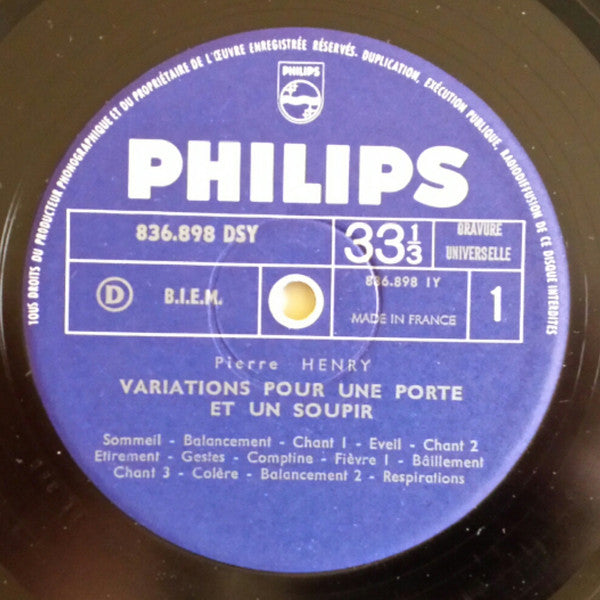 TOUS DROITS DU PRODUCTEUR PHONOGRAPHIQUE ET DU PROPRIÉTAIRE DE L'ŒUVRE ENREGISTRÉE RÉSERVÉS. DUPLICATION, EXÉCUTION PUBLIQUE, RADIODIFFUSION DE CE DISQUE INTERDITES
PHILIPS
PHILIPS
836.898 DSY
33 1/3
GRAVURE
UNIVERSELLE
D
B.I.E.M.
836.898 1Y
MADE IN FRANCE
1
Pierre HENRY
VARIATIONS POUR UNE PORTE
ET UN SOUPIR
Sommeil - Balancement - Chant 1 - Eveil - Chant 2
Etirement - Gestes - Comptine - Fièvre 1 - Bâillement
Chant 3 - Colère - Balancement 2 - Respirations